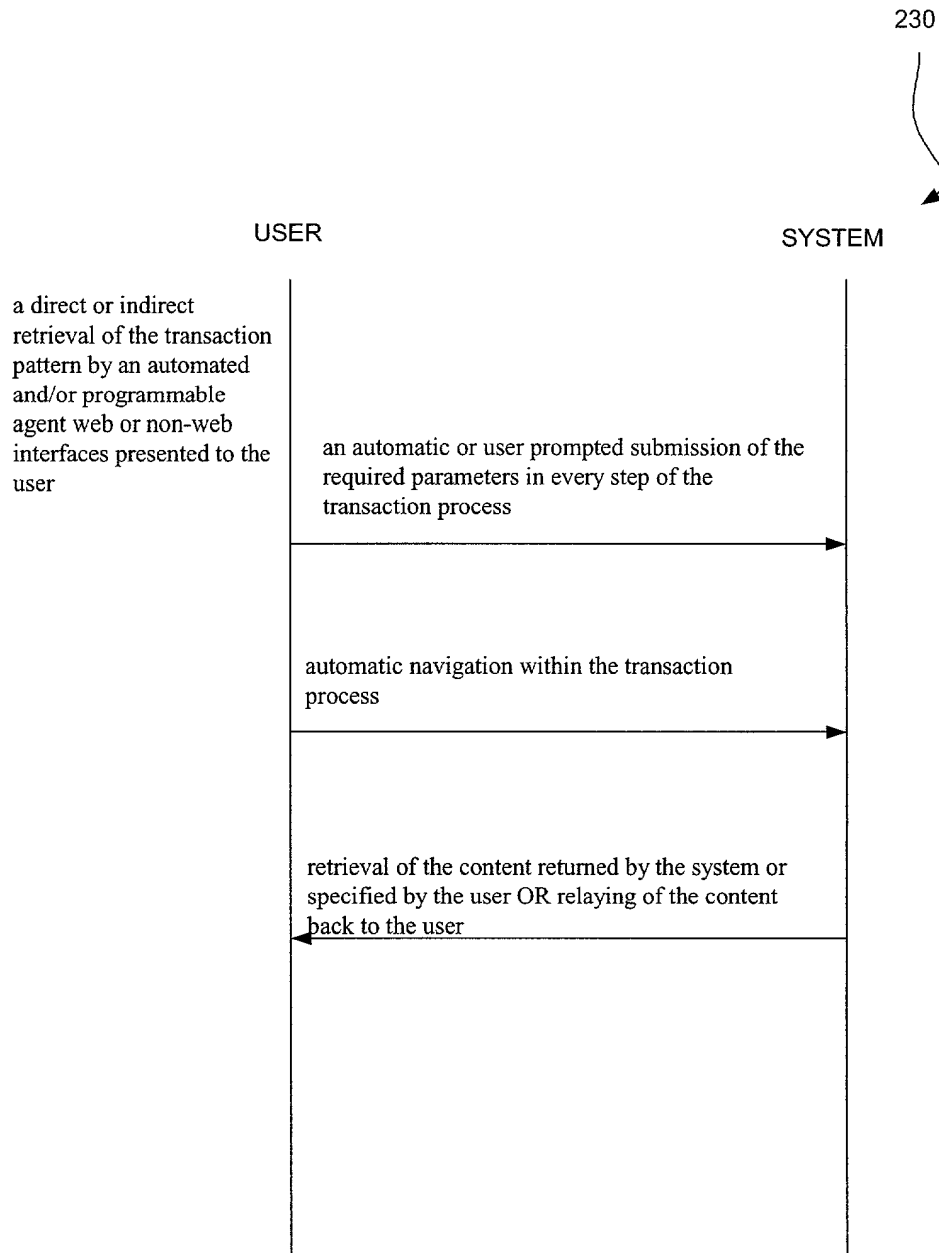 230
USER
SYSTEM
a direct or indirect
retrieval of the transaction
pattern by an automated
and/or programmable
agent web or non-web
interfaces presented to the
user
an automatic or user prompted submission of the
required parameters in every step of the
transaction process
automatic navigation within the transaction
process
retrieval of the content returned by the system or
specified by the user OR relaying of the content
back to the user